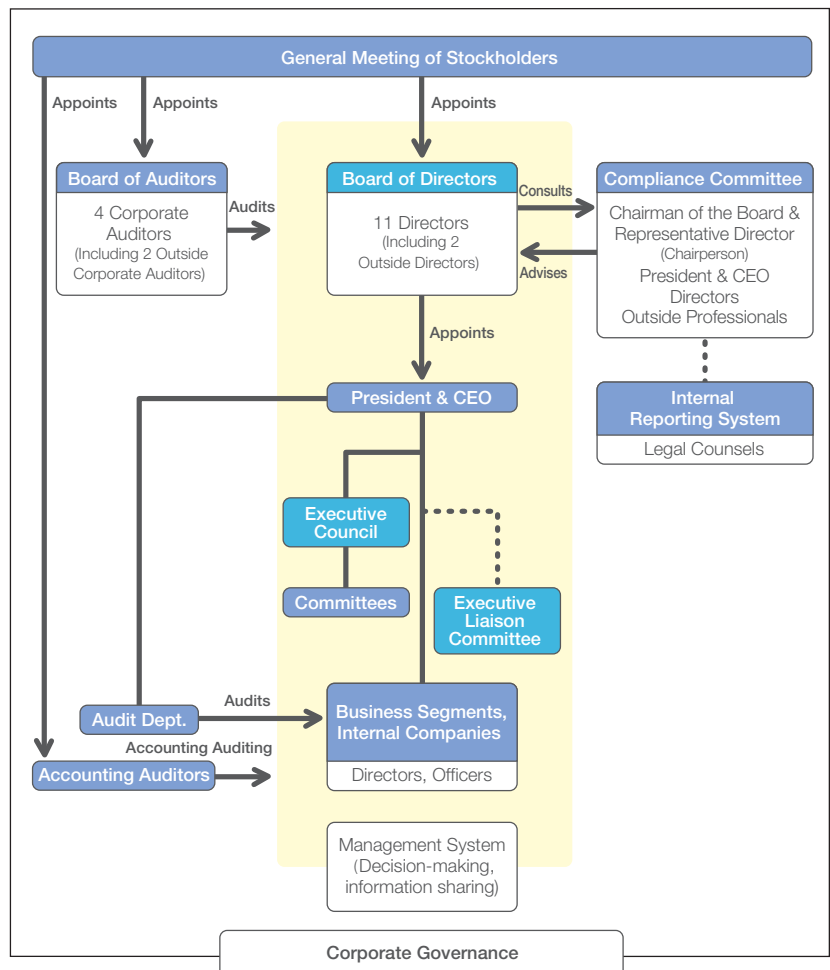 General Meeting of Stockholders
Appoints
Appoints
Appoints
Board of Auditors
4 Corporate
Auditors
(Including 2 Outside
Corporate Auditors)
Audits
Board of Directors
11 Directors
(Including 2
Outside Directors)
Consults
Advises
Compliance Committee
Chairman of the Board &
Representative Director
(Chairperson)
President & CEO
Directors
Outside Professionals
Appoints
President & CEO
Internal
Reporting System
Legal Counsels
Executive
Council
Committees
Executive
Liaison
Committee
Audit Dept.
Audits
Business Segments,
Internal Companies
Directors, Officers
Accounting Auditing
Accounting Auditors
Management System
(Decision-making,
information sharing)
Corporate Governance